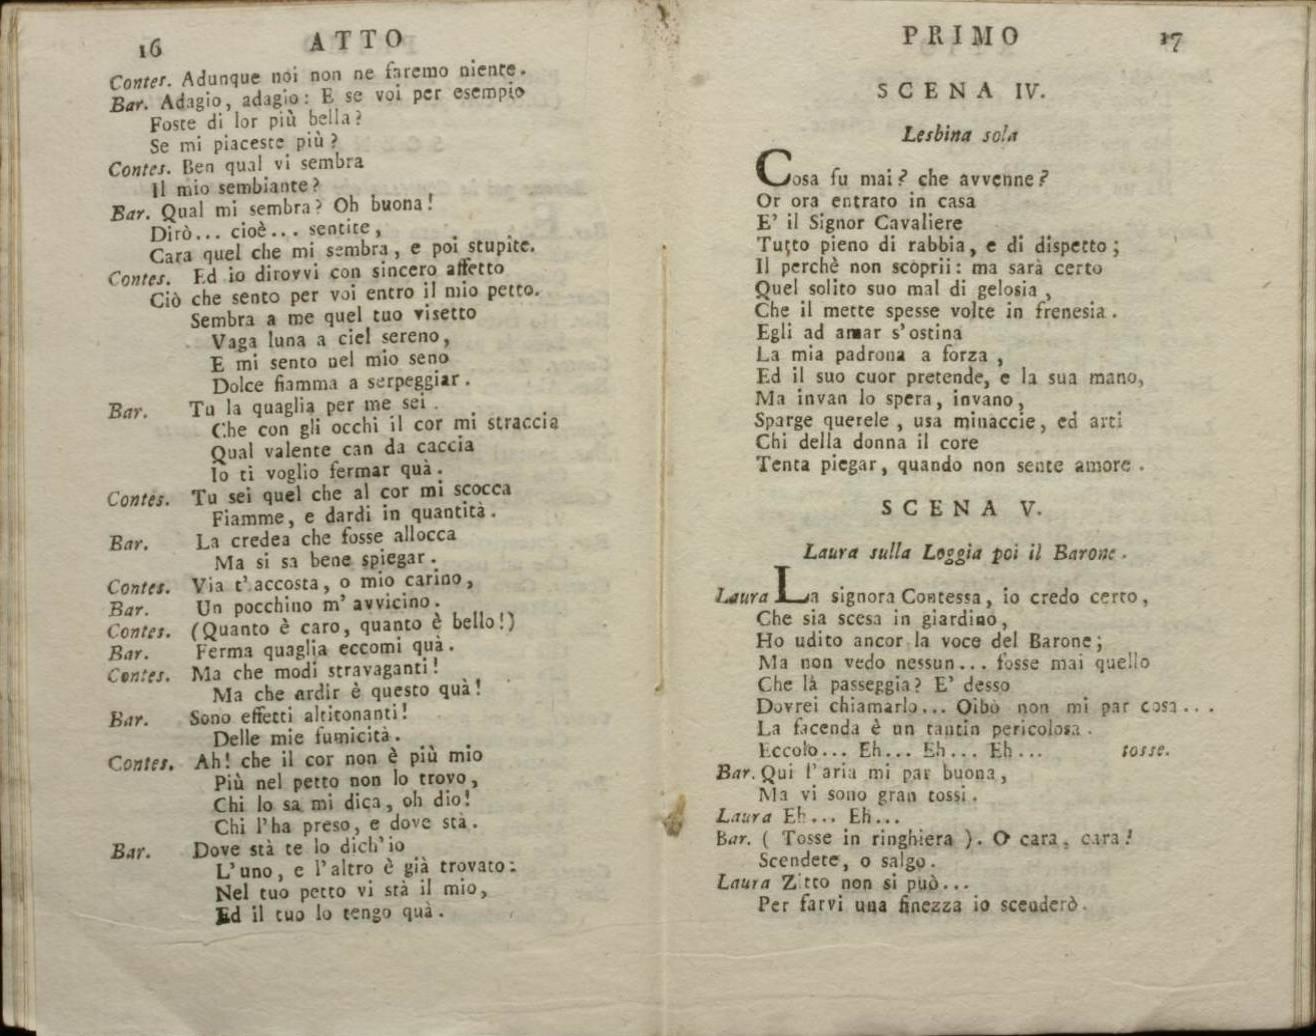 16 ATTO
Contes. Adunque noi non ne faremo niente.
Bar. Adagio, adagio: E se voi per esempio
Foste di lor più bella?
Se mi piaceste più?
Contes. Ben qual vi sembra
Il mio sembiante?
Bar. Qual mi sembra? Oh buona!
Dirò... cioè... sentite,
Cara quel che mi sembra, e poi stupite.
Contes. Ed io dirovvi con sincero affetto
Ciò che sento per voi entro il mio petto.
Sembra a me quel tuo visetto
Vaga luna a ciel sereno,
E mi sento nel mio seno
Dolce fiamma a serpeggiar.
Bar. Tu la quaglia per me sei
Che con gli occhi il cor mi straccia
Qual valente can da caccia
Io ti voglio fermar quà.
Contes. Tu sei quel che al cor mi scocca
Fiamme, e dardi in quantità.
Bar. La credea che fosse allocca
Ma si sa bene spiegar.
Contes. Via t'accosta, o mio carino,
Bar. Un pocchino m' avvicino.
Contes. (Quanto è caro, quanto è bello!)
Bar. Ferma quaglia eccomi quà.
Contes. Ma che modi stravaganti!
Ma che ardir è questo quà!
Bar. Sono effetti altitonanti!
Delle mie fumicità.
Contes. Ah! che il cor non è più mio
Più nel petto non lo trovo,
Chi lo sa mi dica, oh dio!
Chi l'ha preso, e dove stà.
Bar. Dove stà te lo dich'io
L'uno, e l'altro è già trovato:
Nel tuo petto vi stà il mio,
Ed il tuo lo tengo quà.
PRIMO 17
SCENA IV.
Lesbina sola
Cosa fu mai? che avvenne?
Or ora entrato in casa
E' il Signor Cavaliere
Tutto pieno di rabbia, e di dispetto;
Il perchè non scoprii: ma sarà certo
Quel solito suo mal di gelosia,
Che il mette spesse volte in frenesia.
Egli ad amar s'ostina
La mia padrona a forza,
Ed il suo cuor pretende, e la sua mano,
Ma invan lo spera, invano,
Sparge querele, usa minaccie, ed arti
Chi della donna il core
Tenta piegar, quando non sente amore.
SCENA V.
Laura sulla Loggia poi il Barone.
Laura La signora Contessa, io credo certo,
Che sia scesa in giardino,
Ho udito ancor la voce del Barone;
Ma non vedo nessun... fosse mai quello
Che là passeggia? E' desso
Dovrei chiamarlo... Oibò non mi par cosa...
La facenda è un tantin pericolosa.
Eccolo... Eh... Eh... Eh... tosse.
Bar. Qui l'aria mi par buona,
Ma vi sono gran tossi.
Laura Eh... Eh...
Bar. ( Tosse in ringhiera ). O cara, cara!
Scendete, o salgo.
Laura Zitto non si può...
Per farvi una finezza io scenderò.